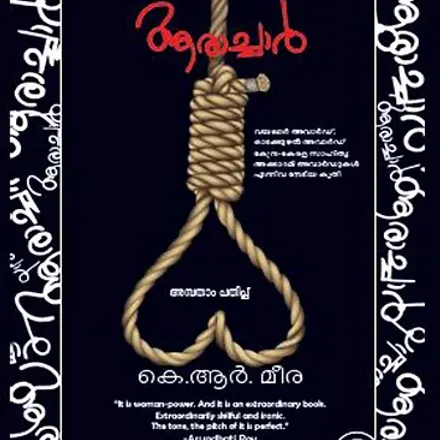 ആരാച്ചാർ
വയലാർ അവാർഡ്,
ഓടക്കുഴൽ അവാർഡ്
കേന്ദ്ര-കേരള സാഹിത്യ
അക്കാദമി അവാർഡുകൾ
എന്നിവ നേടിയ കൃതി
അമ്പതാം പതിപ്പ്
കെ.ആർ. മീര
"It is woman-power. And it is an extraordinary book.
Extraordinarily skilful and ironic.
The tone, the pitch of it is perfect."
-Arundhati Roy